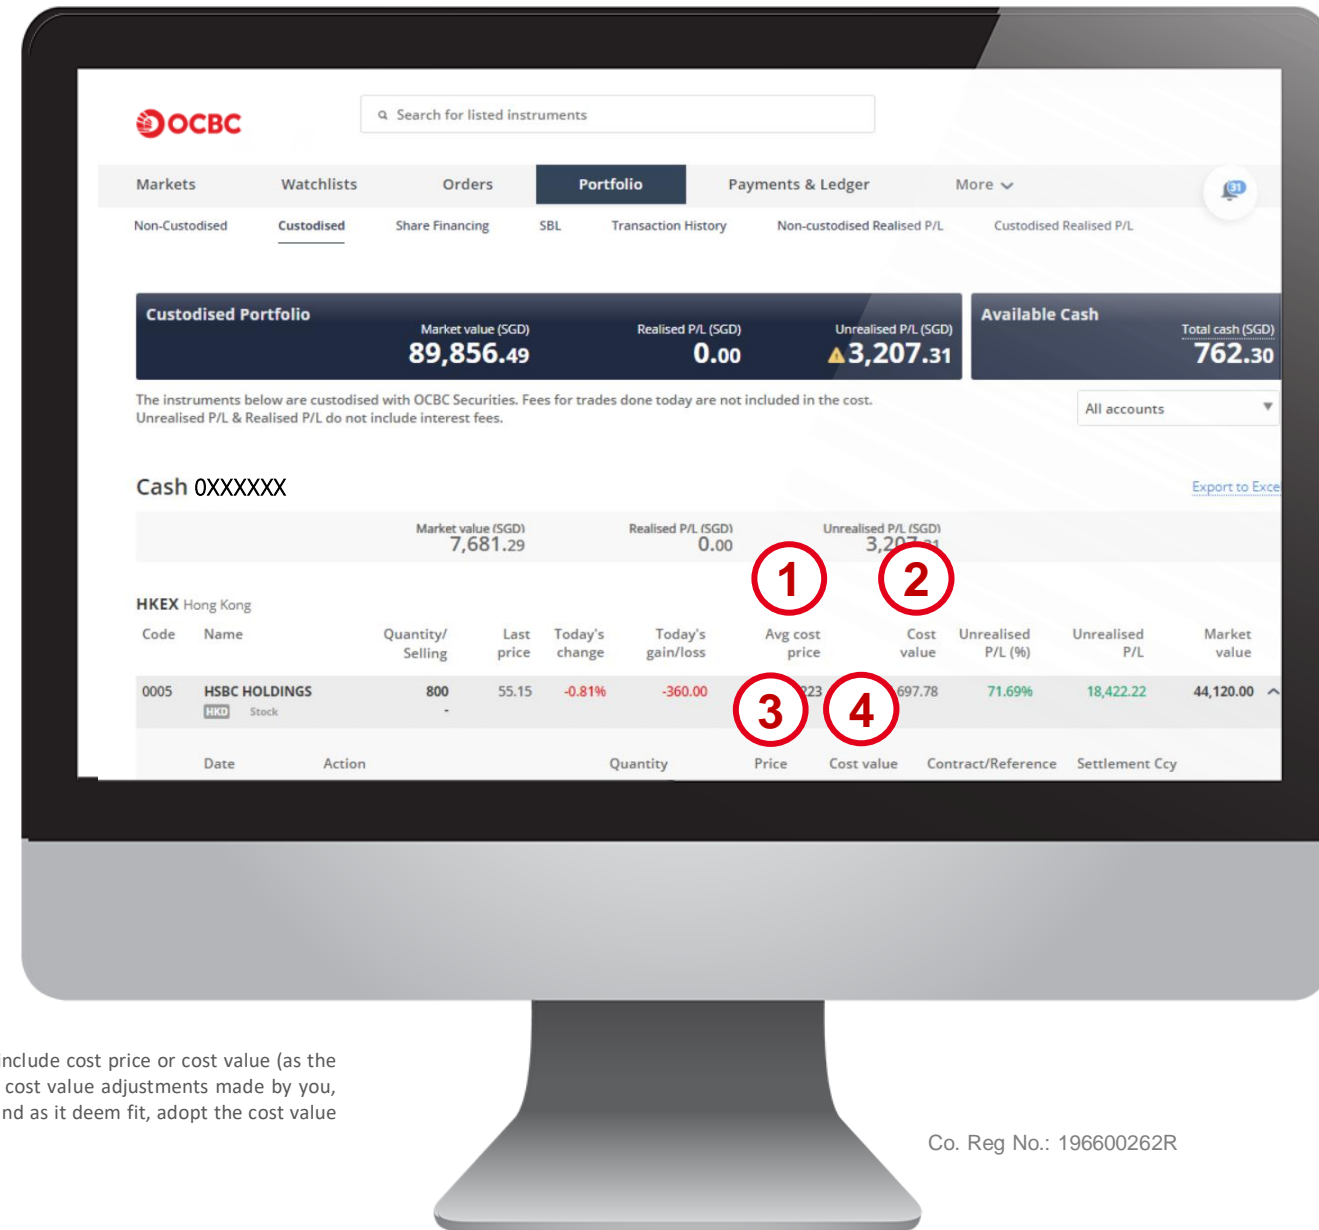 OCBC
Search for listed instruments
Markets Watchlists Orders Portfolio Payments & Ledger More
31
Non-Custodised Custodised Share Financing SBL Transaction History Non-custodised Realised P/L Custodised Realised P/L
Custodised Portfolio
Market value (SGD) Realised P/L (SGD) Unrealised P/L (SGD)
89,856.49 0.00 3,207.31
Available Cash
Total cash (SGD)
762.30
The instruments below are custodised with OCBC Securities. Fees for trades done today are not included in the cost.
Unrealised P/L & Realised P/L do not include interest fees.
All accounts
Cash 0XXXXXX
Export to Exce
Market value (SGD) Realised P/L (SGD) Unrealised P/L (SGD)
7,681.29 0.00 3,207.31
1 2
HKEX Hong Kong
Code Name Quantity/ Last Today's Today's Avg cost Cost Unrealised Unrealised Market
Selling price change gain/loss price value P/L (%) P/L value
0005 HSBC HOLDINGS 800 55.15 -0.81% -360.00 223 697.78 71.69% 18,422.22 44,120.00
HKD Stock -
3 4
Date Action Quantity Price Cost value Contract/Reference Settlement Ccy
include cost price or cost value (as the
cost value adjustments made by you,
nd as it deem fit, adopt the cost value
Co. Reg No.: 196600262R